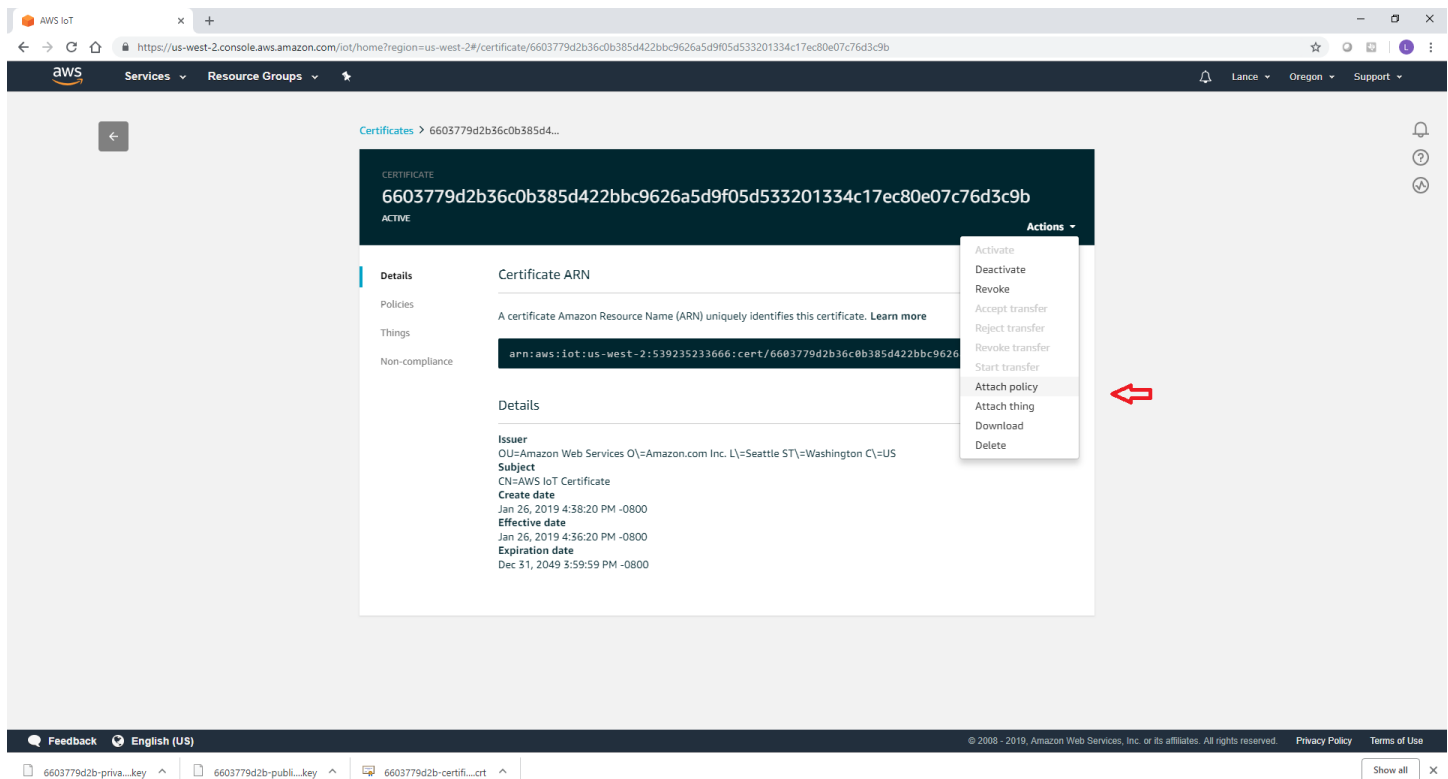 AWS IoT
https://us-west-2.console.aws.amazon.com/iot/home?region=us-west-2#/certificate/6603779d2b36c0b385d422bbc9626a5d9f05d533201334c17ec80e07c76d3c9b
L
aws Services Resource Groups Lance Oregon Support
Certificates > 6603779d2b36c0b385d4...
CERTIFICATE
6603779d2b36c0b385d422bbc9626a5d9f05d533201334c17ec80e07c76d3c9b
ACTIVE
Actions
Activate
Deactivate
Revoke
Accept transfer
Reject transfer
Revoke transfer
Start transfer
Attach policy
Attach thing
Download
Delete
Details
Policies
Things
Non-compliance
Certificate ARN
A certificate Amazon Resource Name (ARN) uniquely identifies this certificate. Learn more
arn:aws:iot:us-west-2:539235233666:cert/6603779d2b36c0b385d422bbc9626
Details
Issuer
OU=Amazon Web Services O\=Amazon.com Inc. L\=Seattle ST\=Washington C\=US
Subject
CN=AWS IoT Certificate
Create date
Jan 26, 2019 4:38:20 PM -0800
Effective date
Jan 26, 2019 4:36:20 PM -0800
Expiration date
Dec 31, 2049 3:59:59 PM -0800
Feedback English (US) © 2008 - 2019, Amazon Web Services, Inc. or its affiliates. All rights reserved. Privacy Policy Terms of Use
6603779d2b-priva....key 6603779d2b-publi....key 6603779d2b-certifi....crt Show all